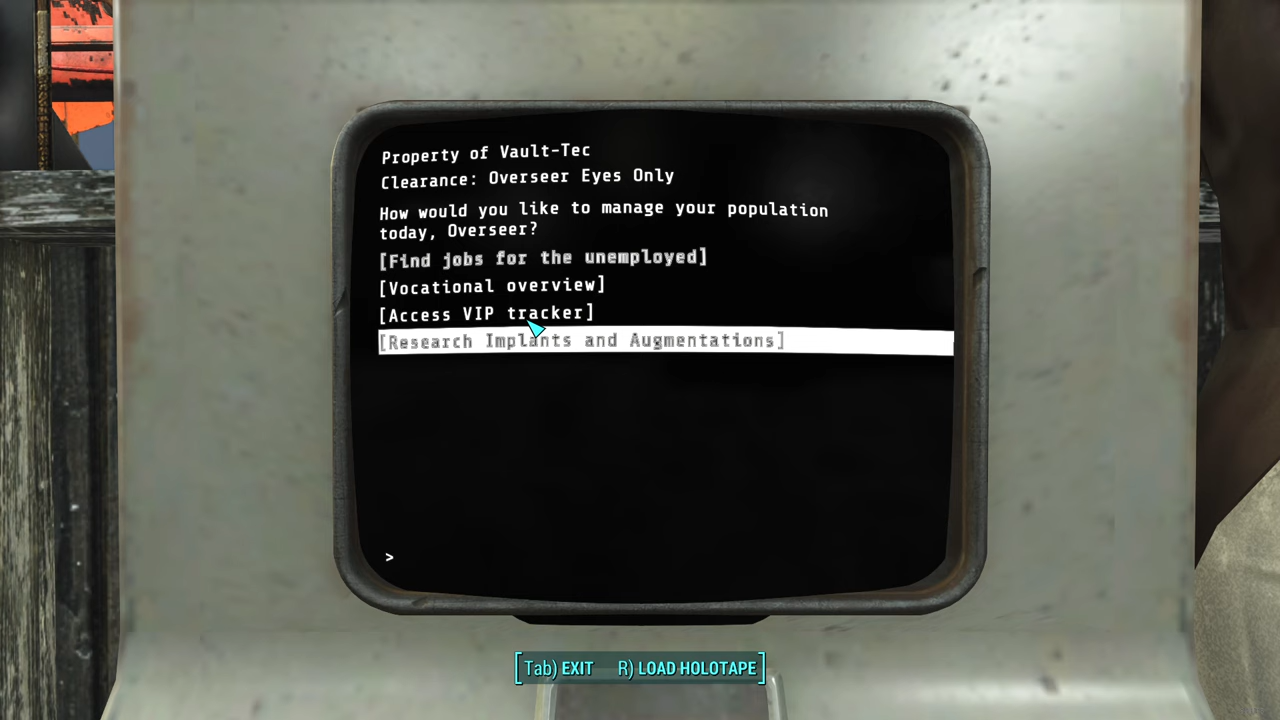 Property of Vault-Tec
Clearance: Overseer Eyes Only
How would you like to manage your population
today, Overseer?
[Find jobs for the unemployed]
[Vocational overview]
[Access VIP tracker]
[Research Implants and Augmentations]
>
[Tab) EXIT R) LOAD HOLOTAPE]